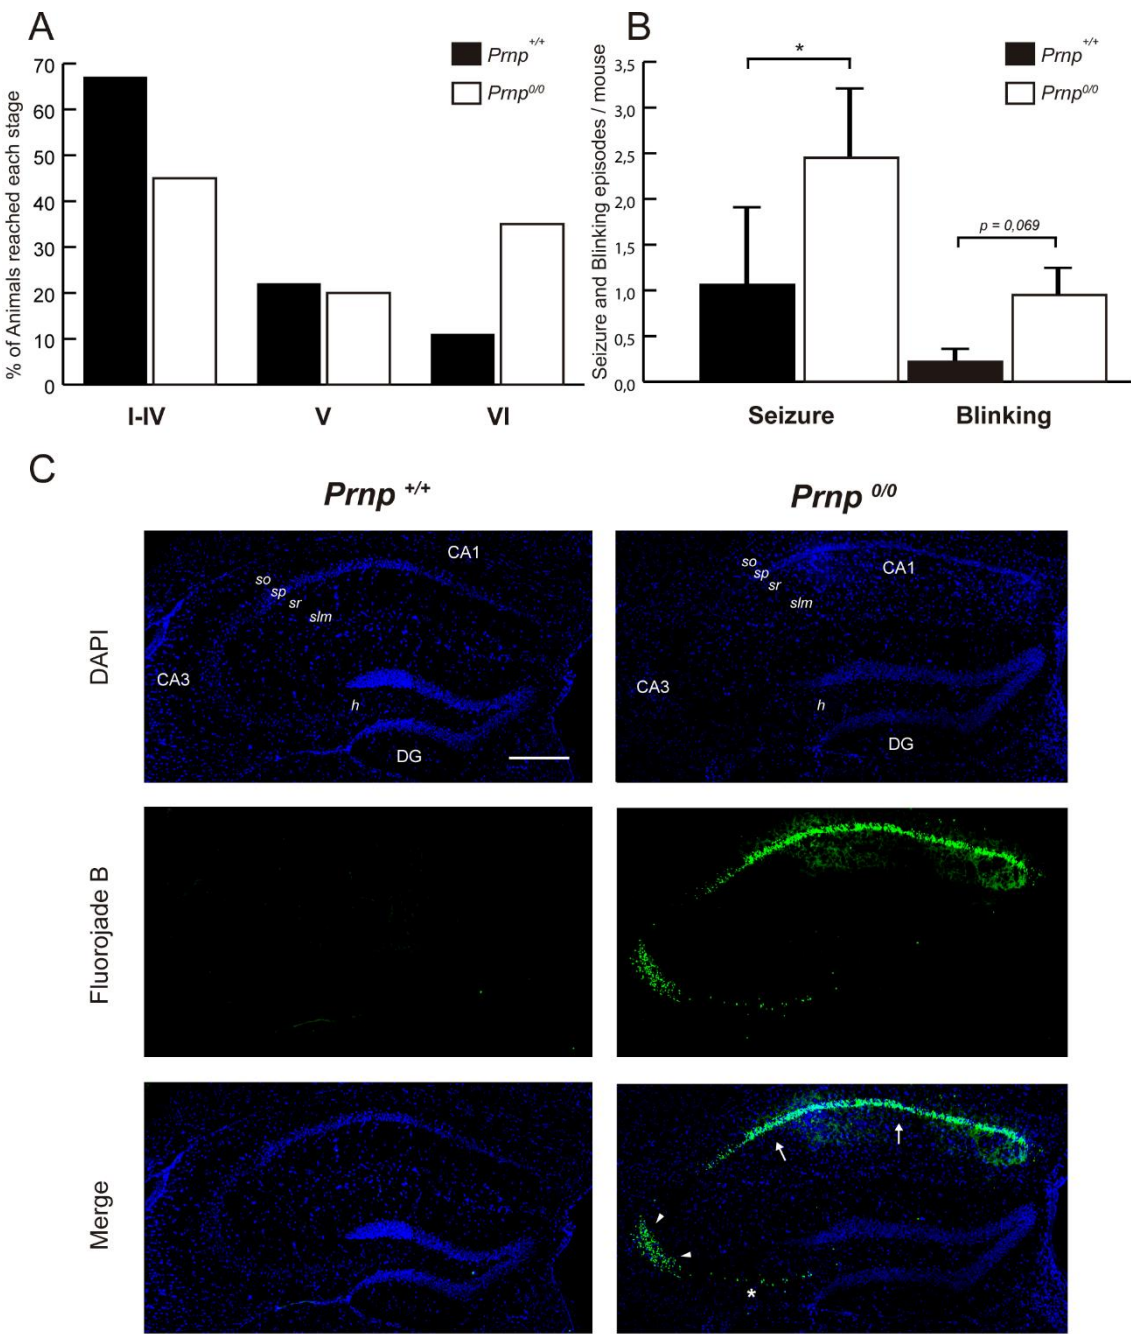 A
Prnp +/+
Prnp0/0
% of Animals reached each stage
70
60
50
40
30
20
10
0
I-IV
V
VI
B
Prnp +/+
Prnp0/0
Seizure and Blinking episodes / mouse
3,5
3,0
2,5
2,0
1,5
1,0
0,5
0,0
*
p = 0,069
Seizure
Blinking
C
Prnp +/+
Prnp 0/0
DAPI
CA1
so
sp
sr
slm
CA3
h
DG
so
sp
sr
CA1
slm
CA3
h
DG
Fluorojade B
Merge
*